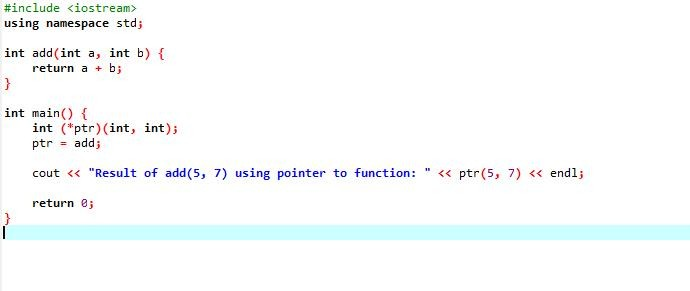 #include <iostream>
using namespace std;
int add(int a, int b) {
    return a + b;
}
int main() {
    int (*ptr)(int, int);
    ptr = add;
    cout << "Result of add(5, 7) using pointer to function: " << ptr(5, 7) << endl;
    return 0;
}